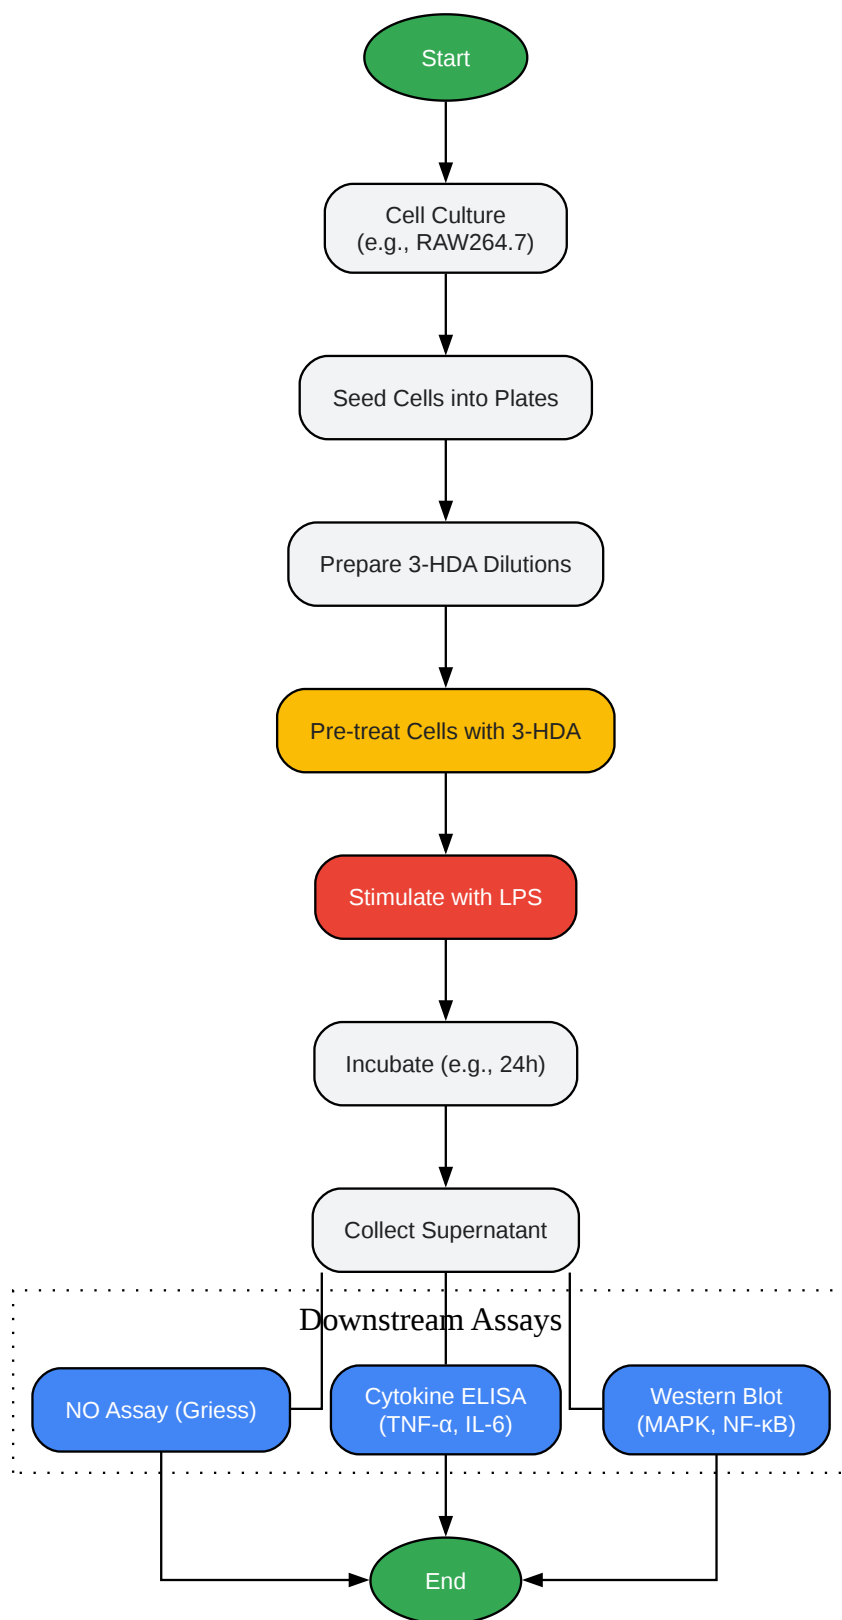 Start
Cell Culture
(e.g., RAW264.7)
Seed Cells into Plates
Prepare 3-HDA Dilutions
Pre-treat Cells with 3-HDA
Stimulate with LPS
Incubate (e.g., 24h)
Collect Supernatant
Downstream Assays
NO Assay (Griess)
Cytokine ELISA
(TNF-α, IL-6)
Western Blot
(MAPK, NF-κB)
End